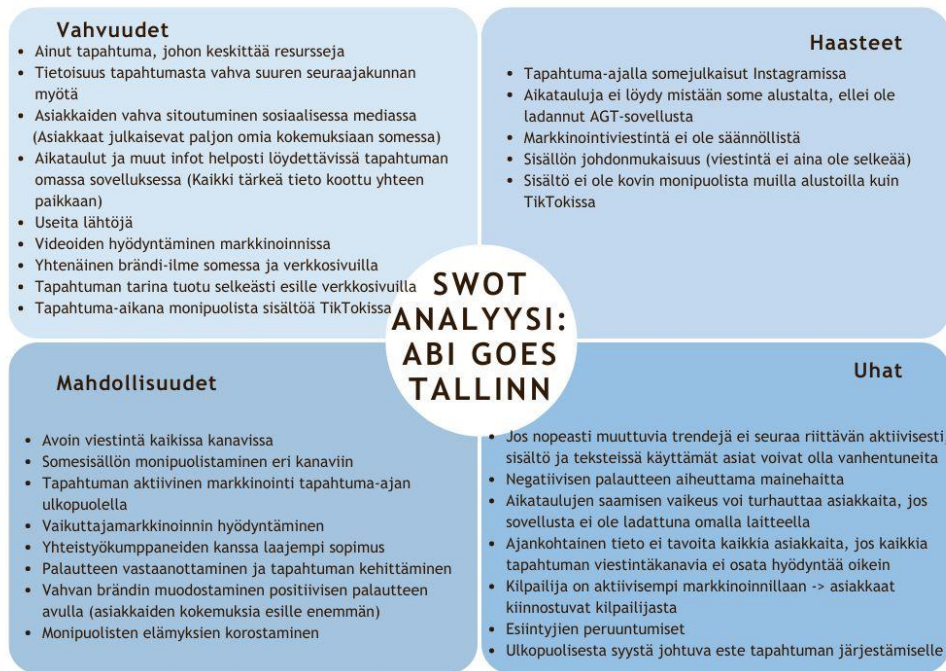 Vahvuudet
• Ainut tapahtuma, johon keskittää resursseja
• Tietoisuus tapahtumasta vahva suuren seuraajakunnan
myötä
• Asiakkaiden vahva sitoutuminen sosiaalisessa mediassa
(Asiakkaat julkaisevat paljon omia kokemuksiaan somessa)
• Aikataulut ja muut infot helposti löydettävissä tapahtuman
omassa sovelluksessa (Kaikki tärkeä tieto koottu yhteen
paikkaan)
• Useita lähtöjä
• Videoiden hyödyntäminen markkinoinnissa
• Yhtenäinen brändi-ilme somessa ja verkkosivuilla
• Tapahtuman tarina tuotu selkeästi esille verkkosivuilla
• Tapahtuma-aikana monipuolista sisältöä TikTokissa
Haasteet
• Tapahtuma-ajalla somejulkaisut Instagramissa
• Aikatauluja ei löydy mistään some alustalta, ellei ole
ladannut AGT-sovellusta
• Markkinointiviestintä ei ole säännöllistä
• Sisällön johdonmukaisuus (viestintä ei aina ole selkeää)
• Sisältö ei ole kovin monipuolista muilla alustoilla kuin
TikTokissa
SWOT
ANALYYSI:
ABI GOES
TALLINN
Mahdollisuudet
• Avoin viestintä kaikissa kanavissa
• Somesisällön monipuolistaminen eri kanaviin
• Tapahtuman aktiivinen markkinointi tapahtuma-ajan
ulkopuolella
• Vaikuttajamarkkinoinnin hyödyntäminen
• Yhteistyökumppaneiden kanssa laajempi sopimus
• Palautteen vastaanottaminen ja tapahtuman kehittäminen
• Vahvan brändin muodostaminen positiivisen palautteen
avulla (asiakkaiden kokemuksia esille enemmän)
• Monipuolisten elämyksien korostaminen
Uhat
• Jos nopeasti muuttuvia trendejä ei seuraa riittävän aktiivisesti
sisältö ja teksteissä käyttämät asiat voivat olla vanhentuneita
• Negatiivisen palautteen aiheuttama mainehaitta
• Aikataulujen saamisen vaikeus voi turhauttaa asiakkaita, jos
sovellusta ei ole ladattuna omalla laitteella
• Ajankohtainen tieto ei tavoita kaikkia asiakkaita, jos kaikkia
tapahtuman viestintäkanavia ei osata hyödyntää oikein
• Kilpailija on aktiivisempi markkinoinnillaan -> asiakkaat
kiinnostuvat kilpailijasta
• Esiintyjien peruuntumiset
• Ulkopuolisesta syystä johtuva este tapahtuman järjestämiselle